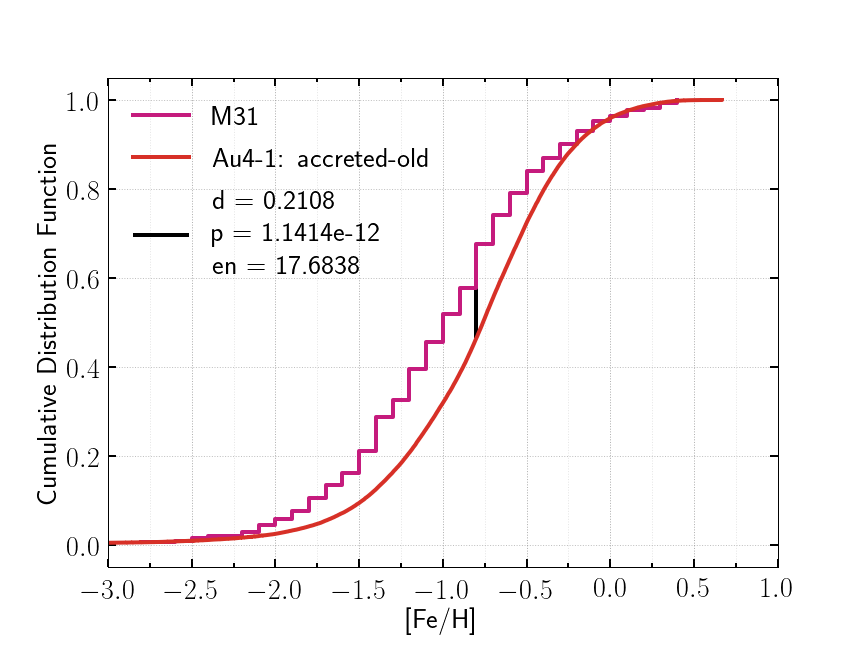 M31
Au4-1: accreted-old
d = 0.2108
p = 1.1414e-12
en = 17.6838
Cumulative Distribution Function
1.0
0.8
0.6
0.4
0.2
0.0
−3.0 −2.5 −2.0 −1.5 −1.0 −0.5 0.0 0.5 1.0
[Fe/H]